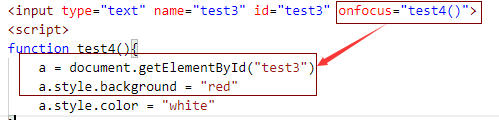 <input type="text" name="test3" id="test3" onfocus="test4()">
<script>
function test4(){
a = document.getElementById("test3")
a.style.background = "red"
a.style.color = "white"